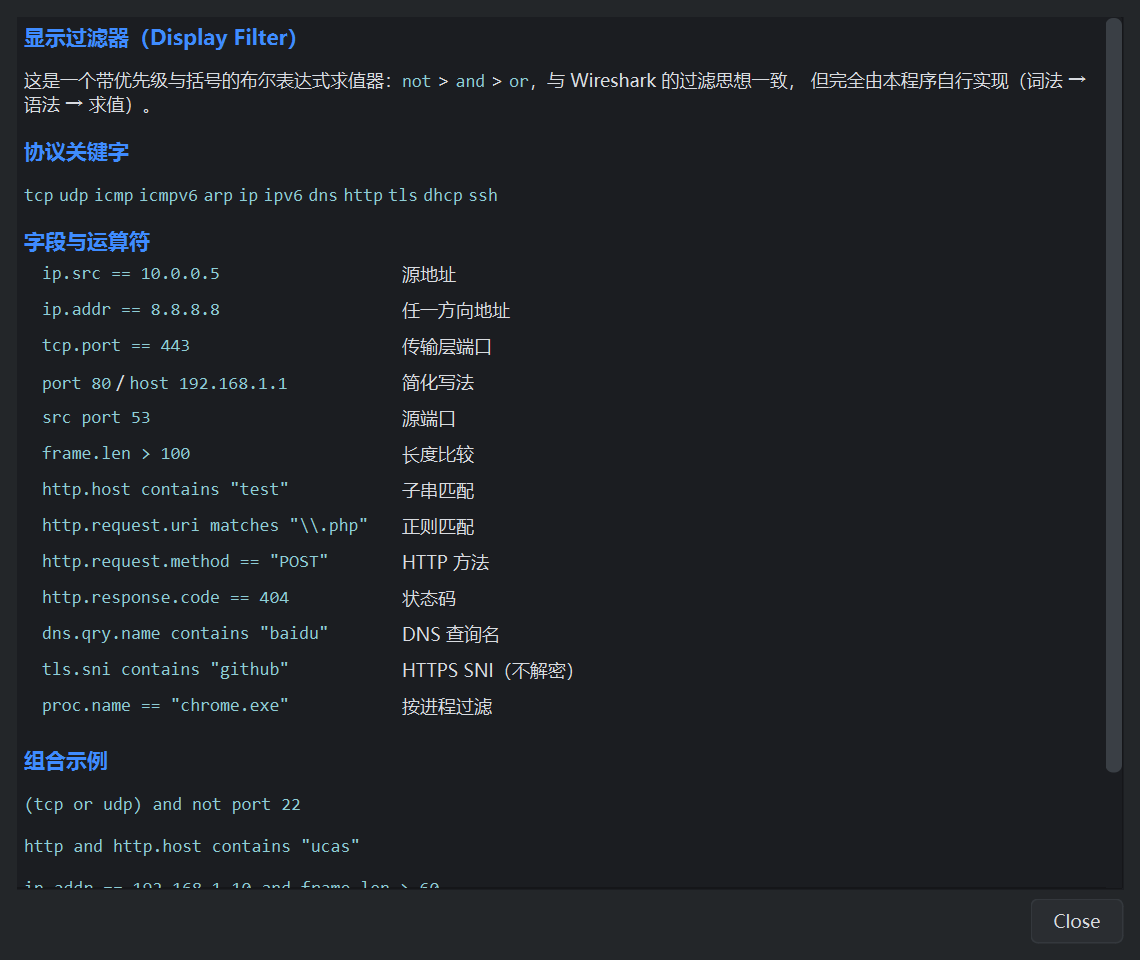 显示过滤器（Display Filter）
这是一个带优先级与括号的布尔表达式求值器：not > and > or，与 Wireshark 的过滤思想一致， 但完全由本程序自行实现（词法 →
语法 → 求值）。
协议关键字
tcp udp icmp icmpv6 arp ip ipv6 dns http tls dhcp ssh
字段与运算符
ip.src == 10.0.0.5 源地址
ip.addr == 8.8.8.8 任一方向地址
tcp.port == 443 传输层端口
port 80 / host 192.168.1.1 简化写法
src port 53 源端口
frame.len > 100 长度比较
http.host contains "test" 子串匹配
http.request.uri matches "\\.php" 正则匹配
http.request.method == "POST" HTTP 方法
http.response.code == 404 状态码
dns.qry.name contains "baidu" DNS 查询名
tls.sni contains "github" HTTPS SNI（不解密）
proc.name == "chrome.exe" 按进程过滤
组合示例
(tcp or udp) and not port 22
http and http.host contains "ucas"
ip.addr == 192.168.1.10 and frame.len > 60
Close